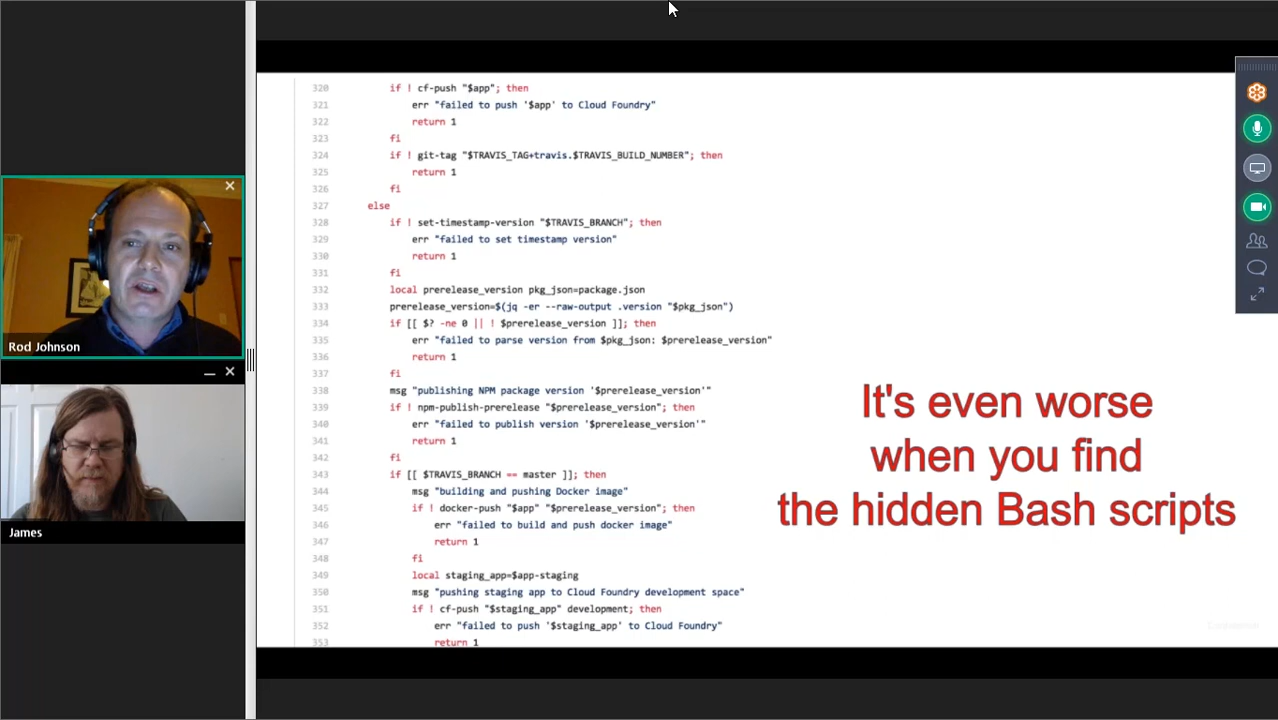 Rod Johnson
James
320 if ! cf-push "$app"; then
321 err "failed to push '$app' to Cloud Foundry"
322 return 1
323 fi
324 if ! git-tag "$TRAVIS_TAG+travis.$TRAVIS_BUILD_NUMBER"; then
325 return 1
326 fi
327 else
328 if ! set-timestamp-version "$TRAVIS_BRANCH"; then
329 err "failed to set timestamp version"
330 return 1
331 fi
332 local prerelease_version pkg_json=package.json
333 prerelease_version=$(jq -er --raw-output .version "$pkg_json")
334 if [[ $? -ne 0 || ! $prerelease_version ]]; then
335 err "failed to parse version from $pkg_json: $prerelease_version"
336 return 1
337 fi
338 msg "publishing NPM package version '$prerelease_version'"
339 if ! npm-publish-prerelease "$prerelease_version"; then
340 err "failed to publish version '$prerelease_version'"
341 return 1
342 fi
343 if [[ $TRAVIS_BRANCH == master ]]; then
344 msg "building and pushing Docker image"
345 if ! docker-push "$app" "$prerelease_version"; then
346 err "failed to build and push docker image"
347 return 1
348 fi
349 local staging_app=$app-staging
350 msg "pushing staging app to Cloud Foundry development space"
351 if ! cf-push "$staging_app" development; then
352 err "failed to push '$staging_app' to Cloud Foundry"
353 return 1
It's even worse
when you find
the hidden Bash scripts